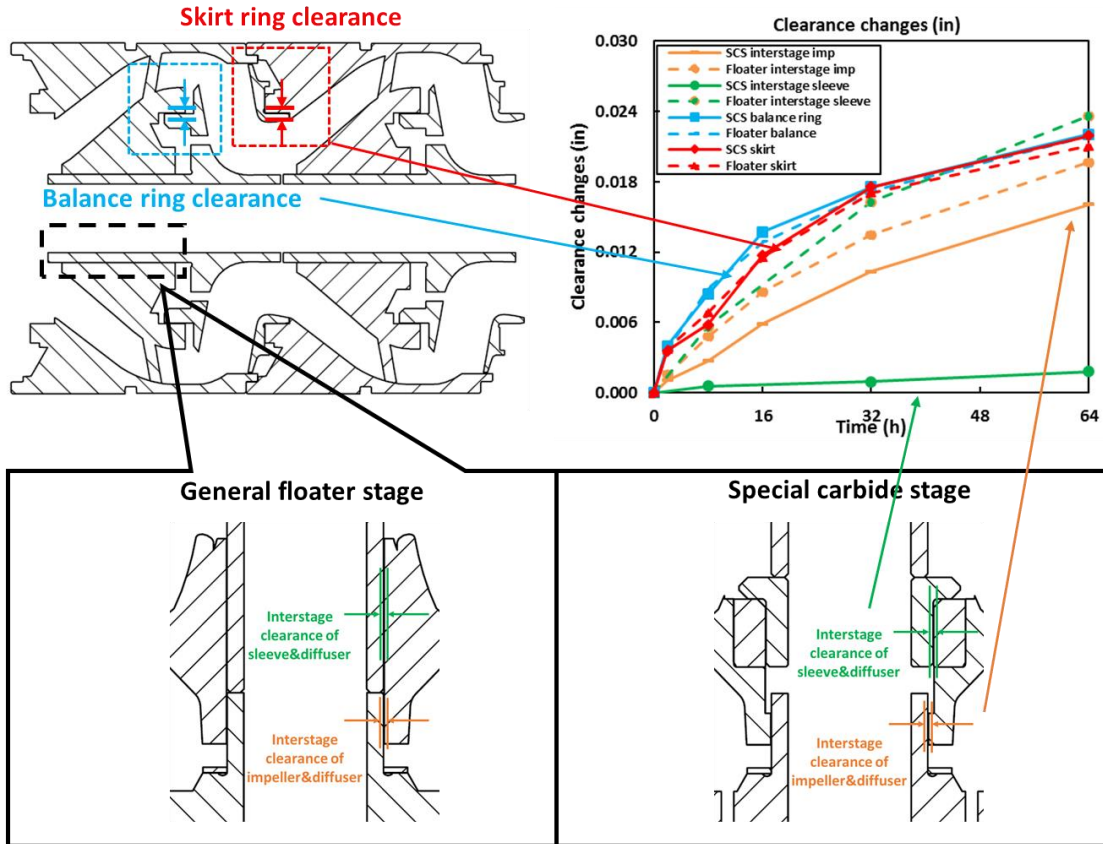 Skirt ring clearance
Balance ring clearance
Clearance changes (in)
0.030
0.024
0.018
0.012
0.006
0.000
Clearance changes (in)
SCS interstage imp
Floater interstage imp
SCS interstage sleeve
Floater interstage sleeve
SCS balance ring
Floater balance
SCS skirt
Floater skirt
0 16 32 48 64
Time (h)
General floater stage
Interstage
clearance of
sleeve&diffuser
Interstage
clearance of
impeller&diffuser
Special carbide stage
Interstage
clearance of
sleeve&diffuser
Interstage
clearance of
impeller&diffuser